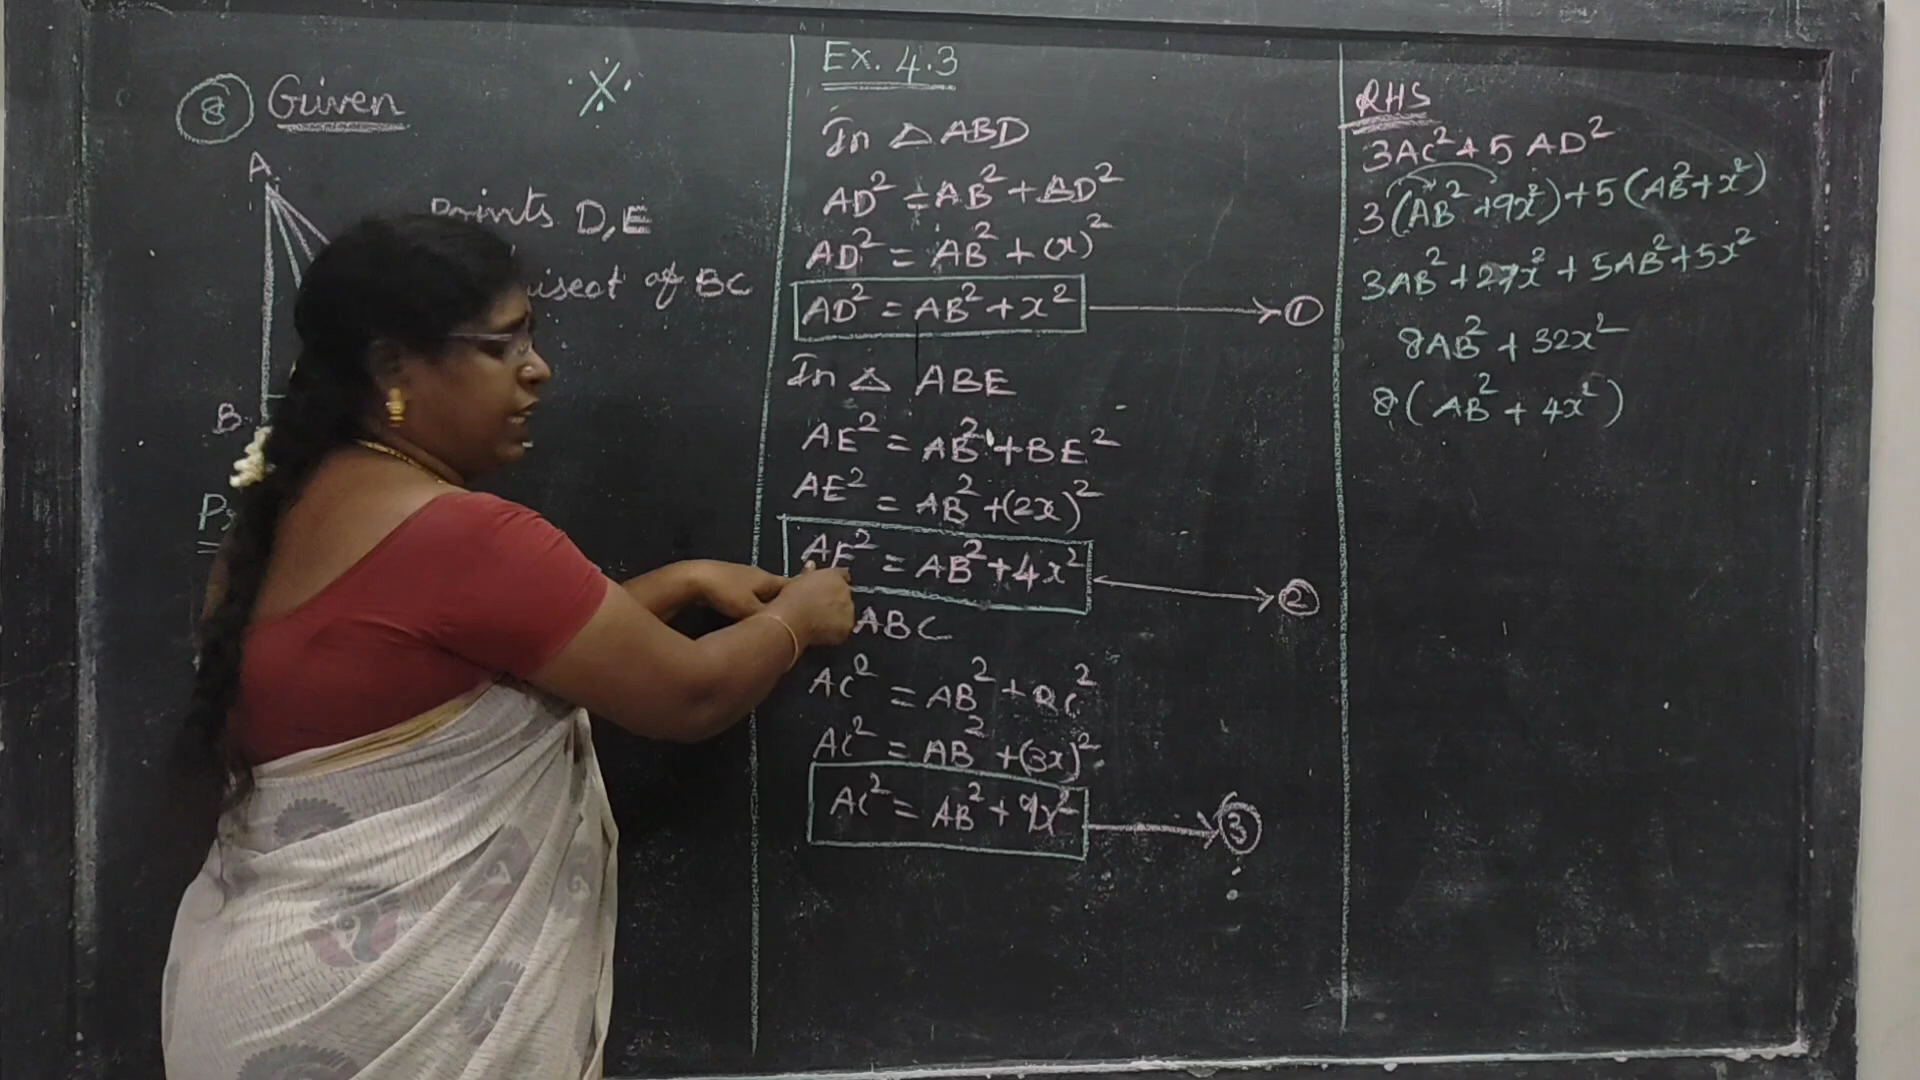 ⑧ Given
X
A
Points D, E
of BC
B
Ex. 4.3
In △ ABD
AD² = AB² + BD²
AD² = AB² + (x)²
AD² = AB² + x² → ①
In △ ABE
AE² = AB² + BE²
AE² = AB² + (2x)²
AE² = AB² + 4x² → ②
ABC
AC² = AB² + BC²
AC² = AB² + (3x)²
AC² = AB² + 9x² → ③
RHS
3AC² + 5 AD²
3(AB² + 9x²) + 5(AB² + x²)
3AB² + 27x² + 5AB² + 5x²
8AB² + 32x²
8(AB² + 4x²)